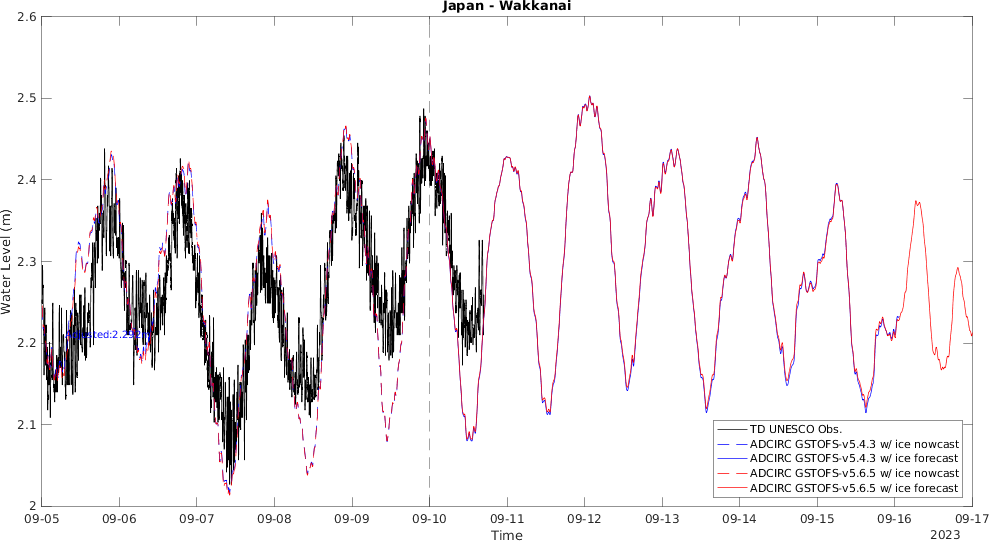 Japan - Wakkanai
Water Level (m)
2.6
2.5
2.4
2.3
2.2
2.1
2
09-05
09-06
09-07
09-08
09-09
09-10
09-11
09-12
09-13
09-14
09-15
09-16
09-17
Time
2023
TD UNESCO Obs.
ADCIRC GSTOFS-v5.4.3 w/ ice nowcast
ADCIRC GSTOFS-v5.4.3 w/ ice forecast
ADCIRC GSTOFS-v5.6.5 w/ ice nowcast
ADCIRC GSTOFS-v5.6.5 w/ ice forecast